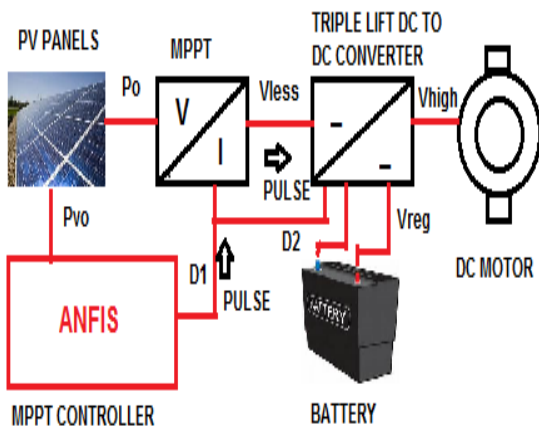 PV PANELS
MPPT
TRIPLE LIFT DC TO
DC CONVERTER
Po
V
I
Vless
Vhigh
PULSE
Pvo
D1
PULSE
D2
Vreg
DC MOTOR
ANFIS
BATTERY
MPPT CONTROLLER
BATTERY